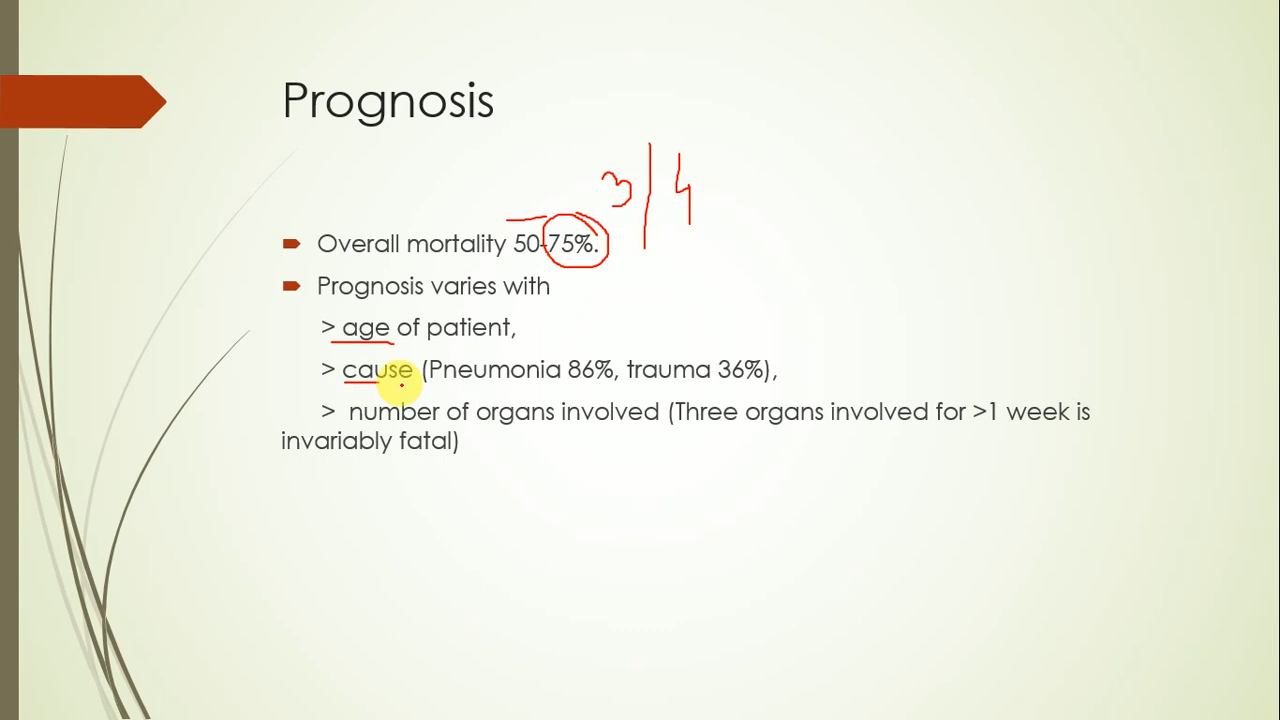 Prognosis
3/4
Overall mortality 50-75%.
Prognosis varies with
> age of patient,
> cause (Pneumonia 86%, trauma 36%),
> number of organs involved (Three organs involved for >1 week is
invariably fatal)